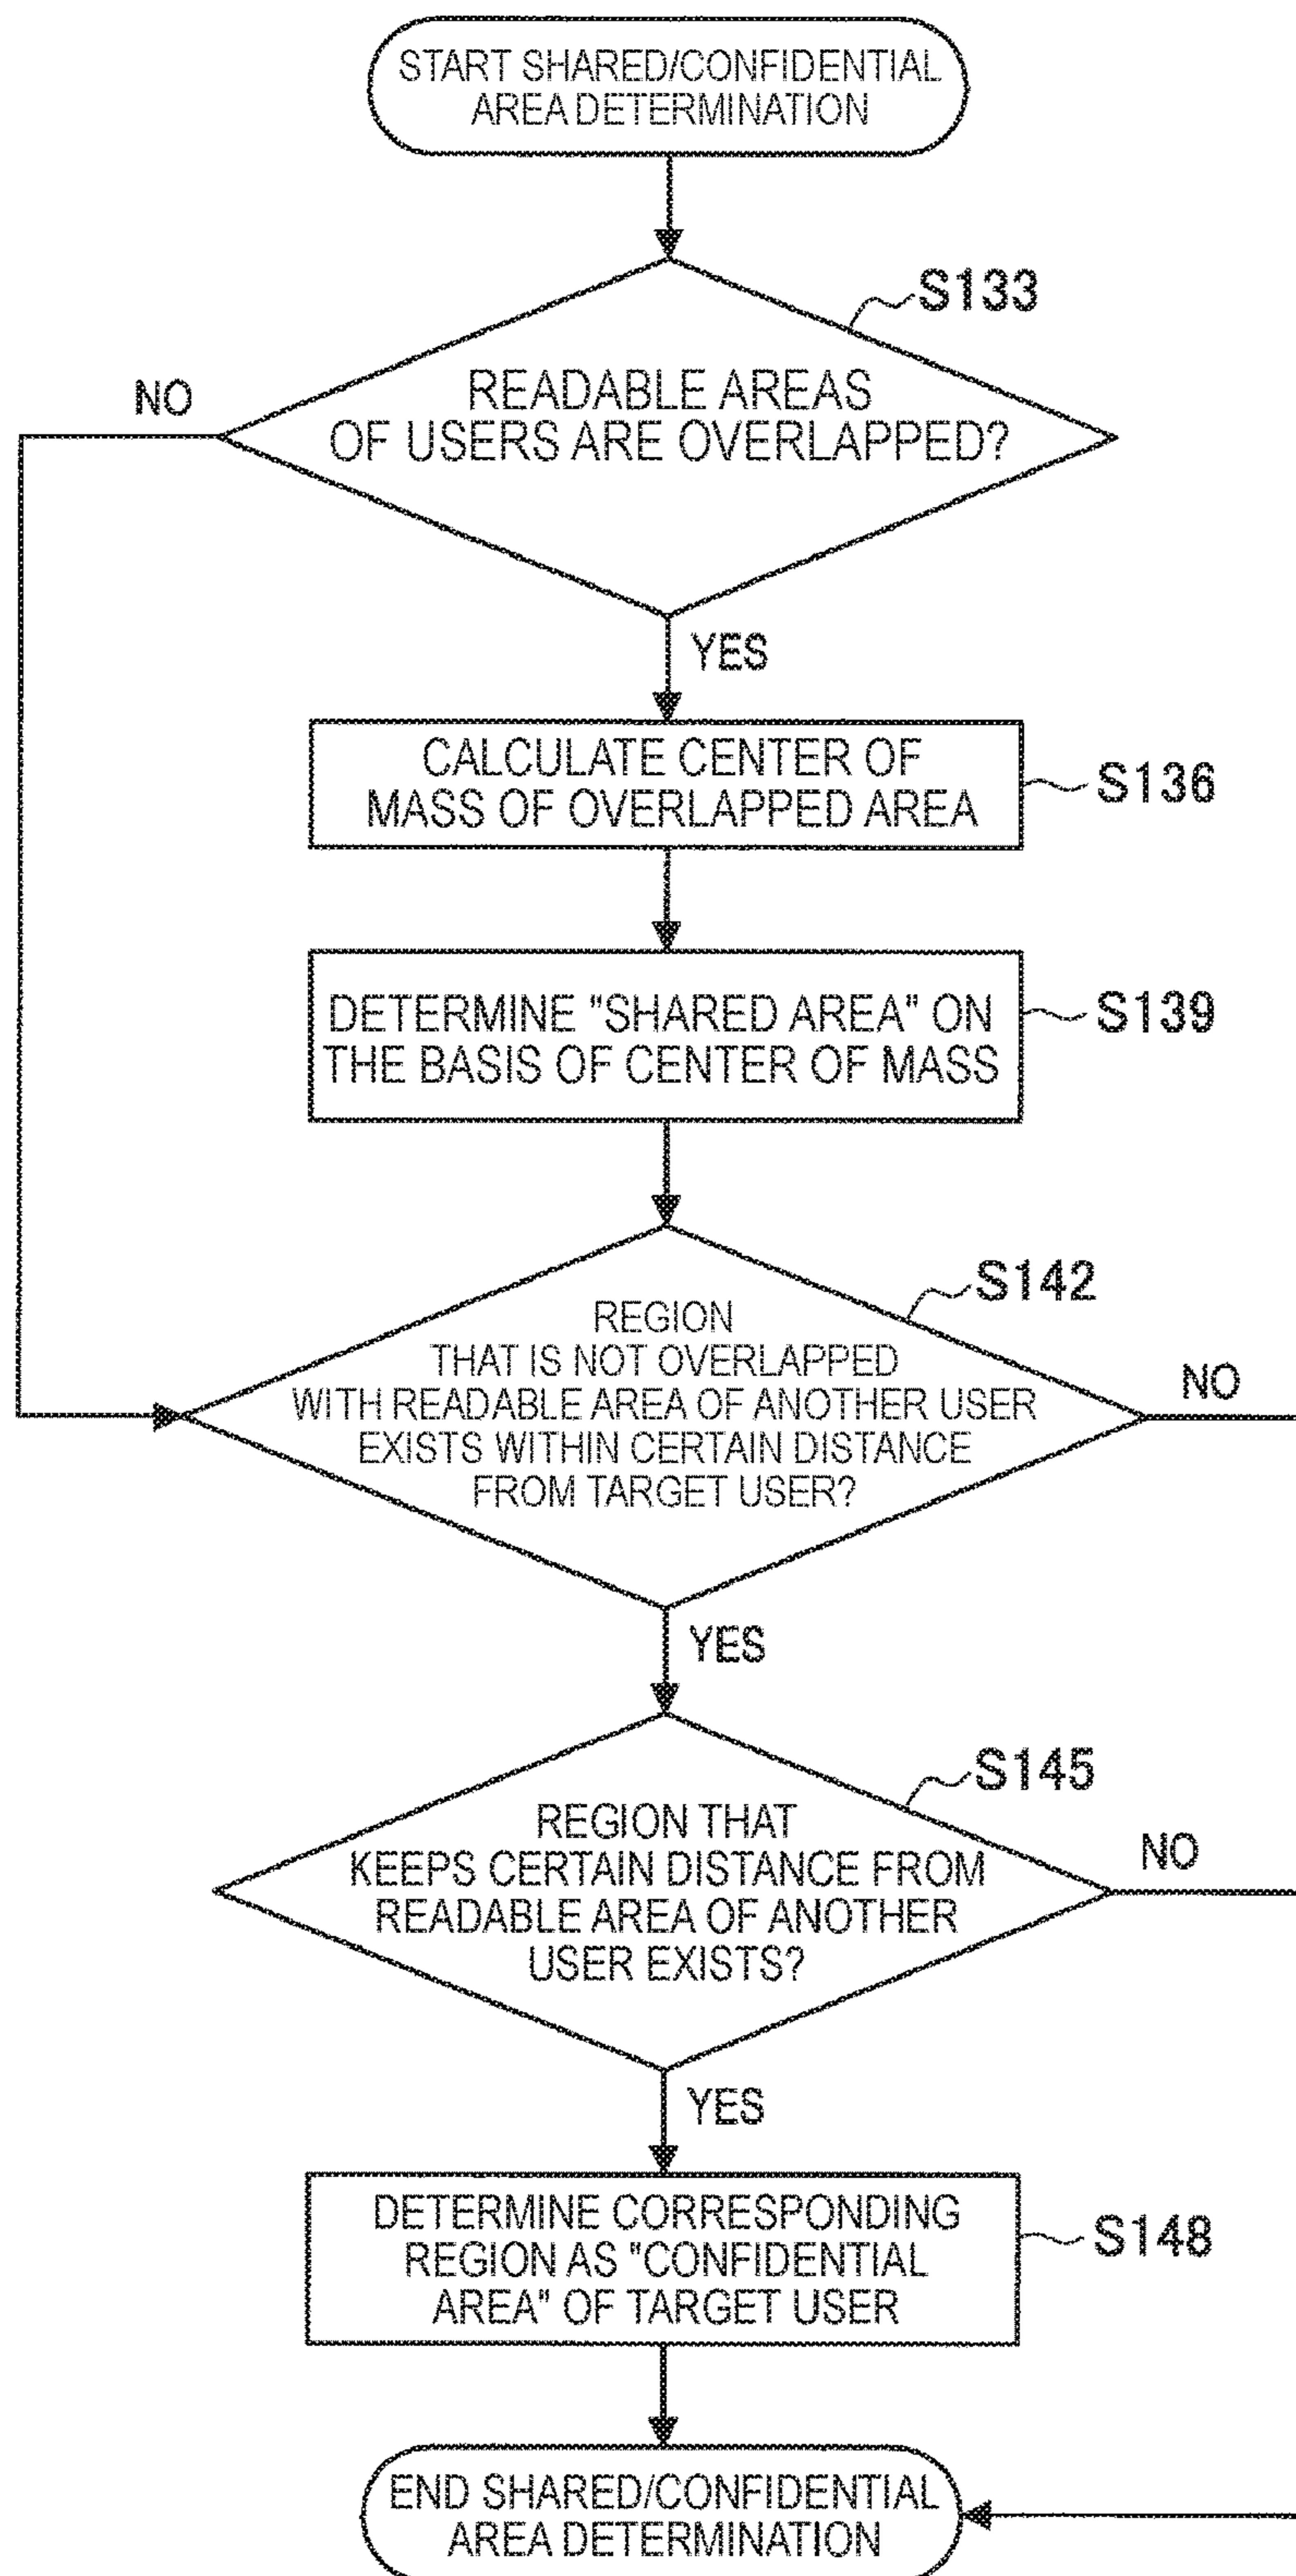 START SHARED/CONFIDENTIAL
AREA DETERMINATION
S133
NO
READABLE AREAS
OF USERS ARE OVERLAPPED?
YES
CALCULATE CENTER OF
MASS OF OVERLAPPED AREA
S136
DETERMINE "SHARED AREA" ON
THE BASIS OF CENTER OF MASS
S139
S142
REGION
THAT IS NOT OVERLAPPED
WITH READABLE AREA OF ANOTHER USER
EXISTS WITHIN CERTAIN DISTANCE
FROM TARGET USER?
NO
YES
S145
REGION THAT
KEEPS CERTAIN DISTANCE FROM
READABLE AREA OF ANOTHER
USER EXISTS?
NO
YES
DETERMINE CORRESPONDING
REGION AS "CONFIDENTIAL
AREA" OF TARGET USER
S148
END SHARED/CONFIDENTIAL
AREA DETERMINATION